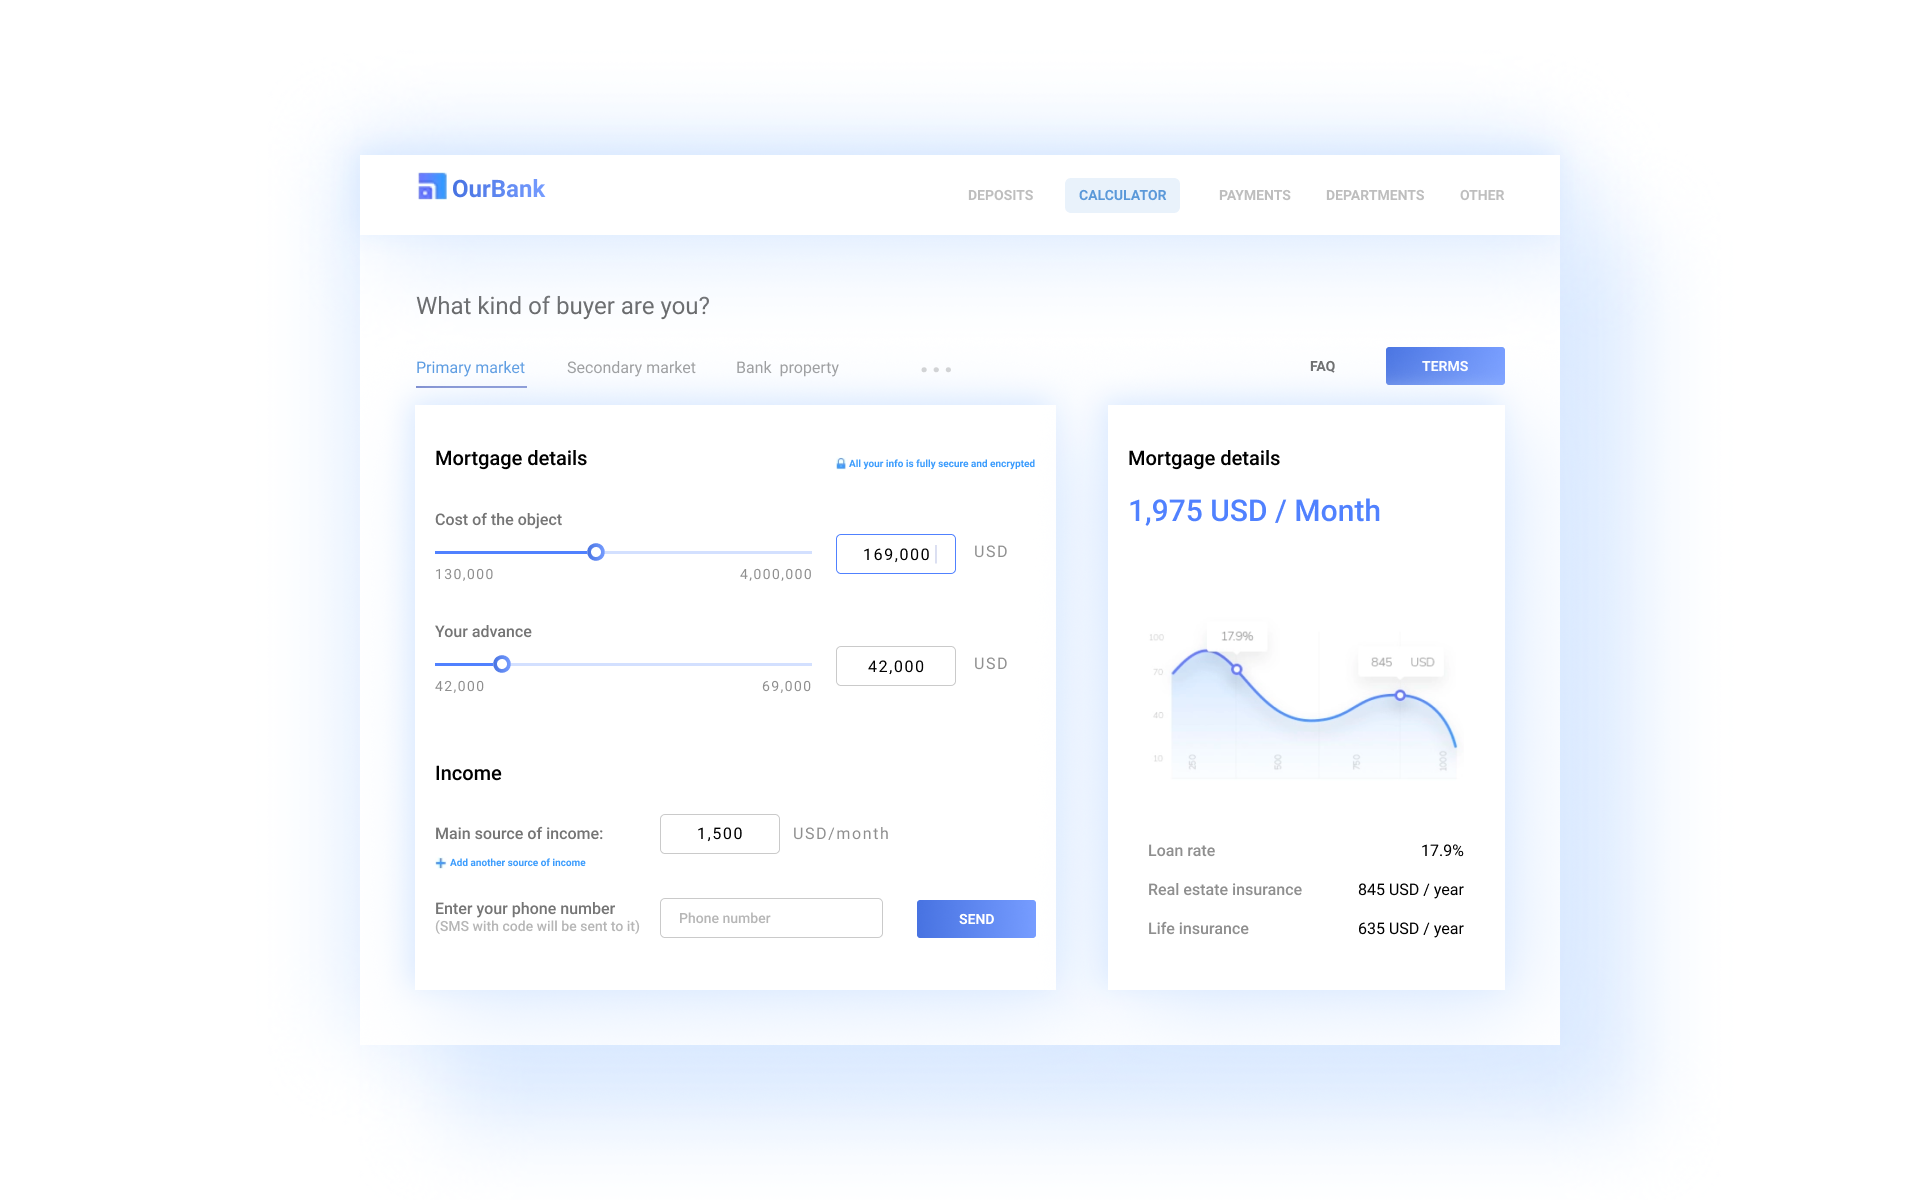 OurBank
DEPOSITS CALCULATOR PAYMENTS DEPARTMENTS OTHER
What kind of buyer are you?
Primary market Secondary market Bank property
FAQ TERMS
Mortgage details
All your info is fully secure and encrypted
Cost of the object
169,000 USD
130,000 4,000,000
Your advance
42,000 USD
42,000 69,000
Income
Main source of income: 1,500 USD/month
Add another source of income
Enter your phone number
(SMS with code will be sent to it)
Phone number
SEND
Mortgage details
1,975 USD / Month
100
70
40
10
17.9%
845 USD
250 500 750 1000
Loan rate 17.9%
Real estate insurance 845 USD / year
Life insurance 635 USD / year